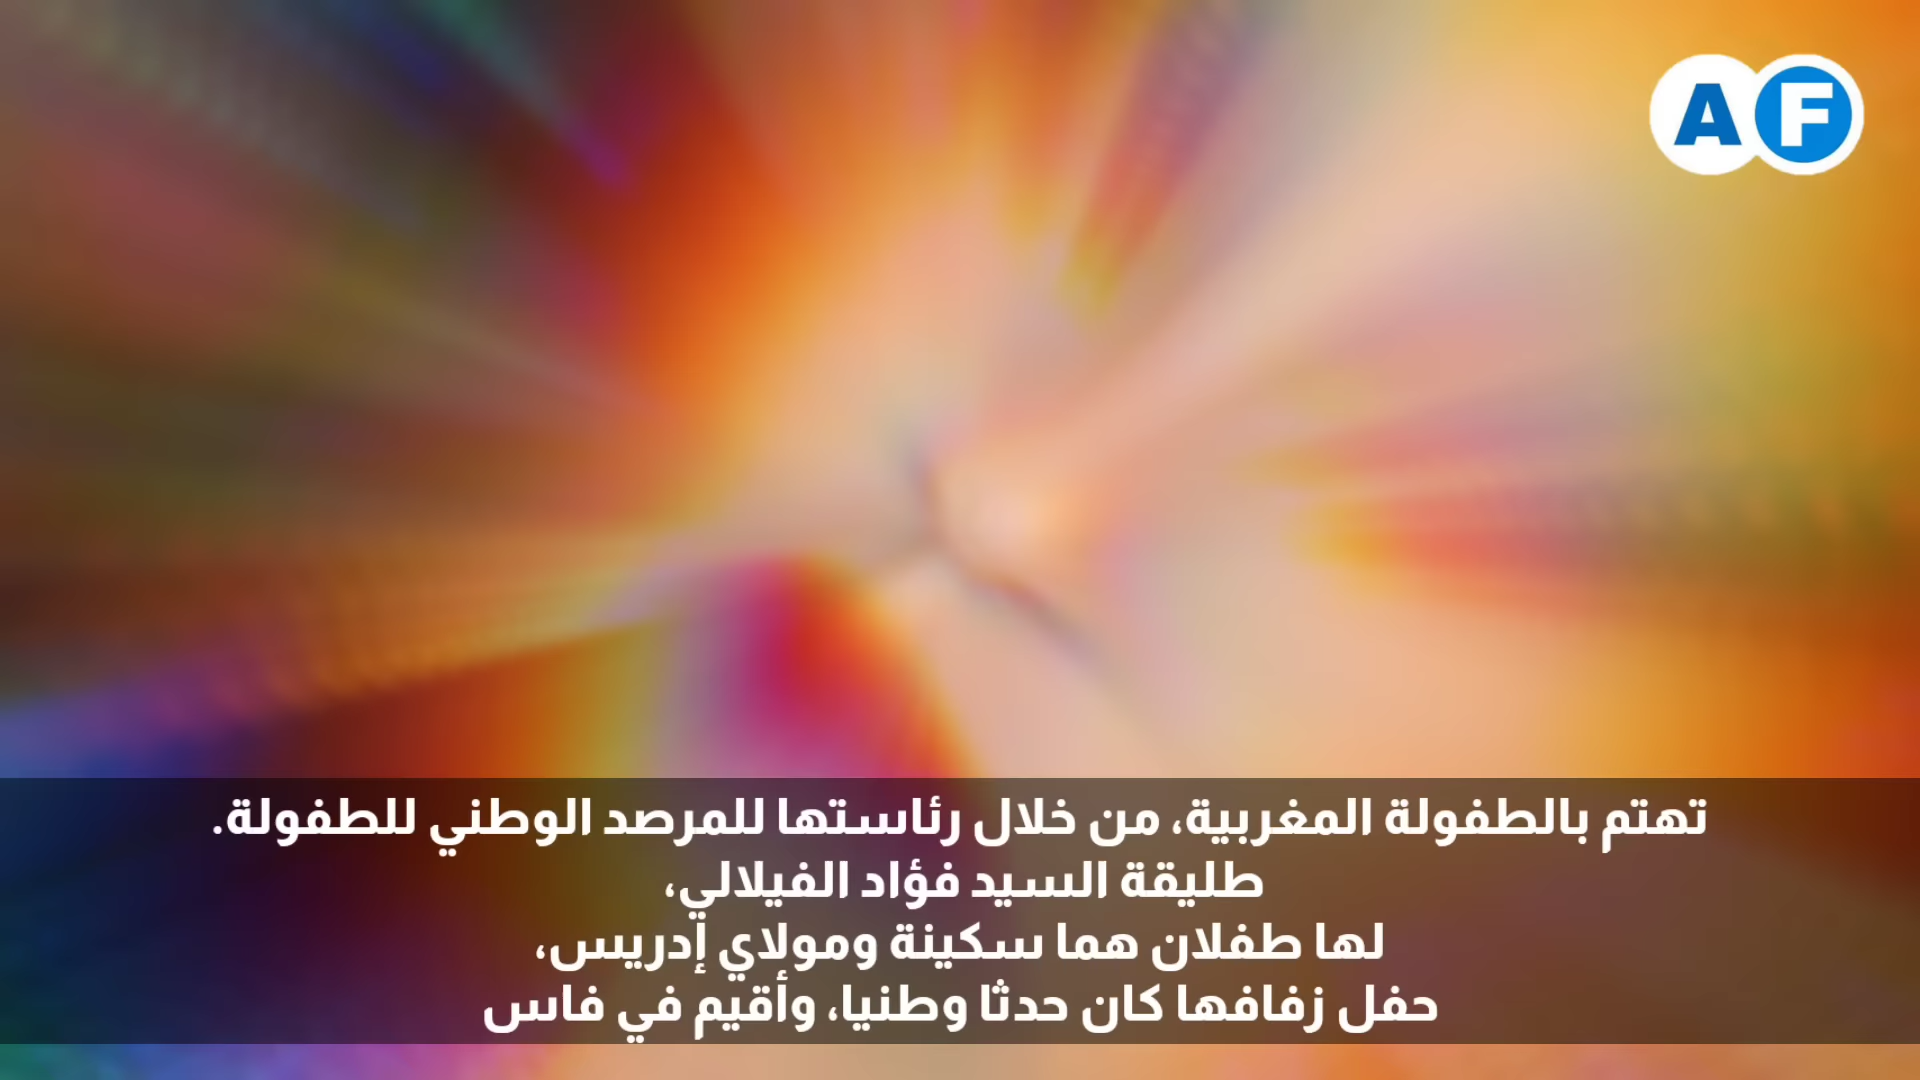 AF
تهتم بالطفولة المغربية، من خلال رئاستها للمرصد الوطني للطفولة.
طليقة السيد فؤاد الفيلالي،
لها طفلان هما سكينة ومولاي إدريس،
حفل زفافها كان حدثا وطنيا، وأقيم في فاس